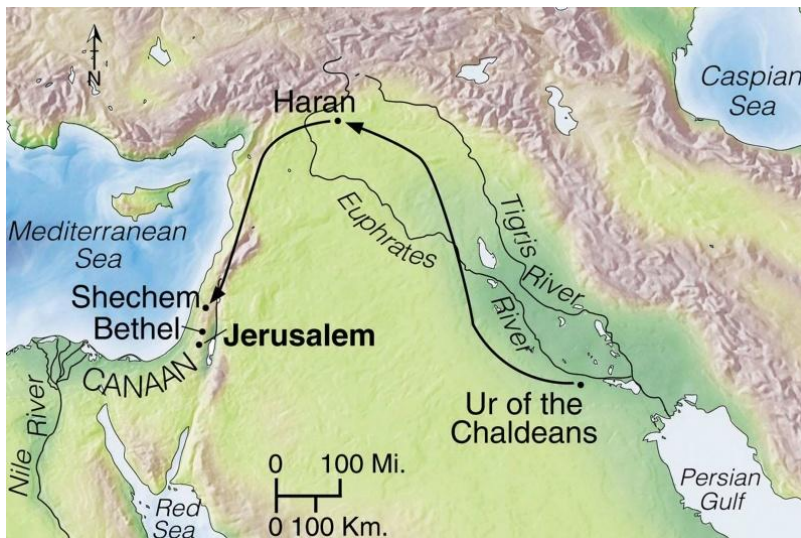 N
Haran
Caspian
Sea
Tigris
River
Euphrates
River
Mediterranean
Sea
Shechem
Bethel
Jerusalem
CANAAN
Ur of the
Chaldeans
Nile River
Red
Sea
0 100 Mi.
0 100 Km.
Persian
Gulf